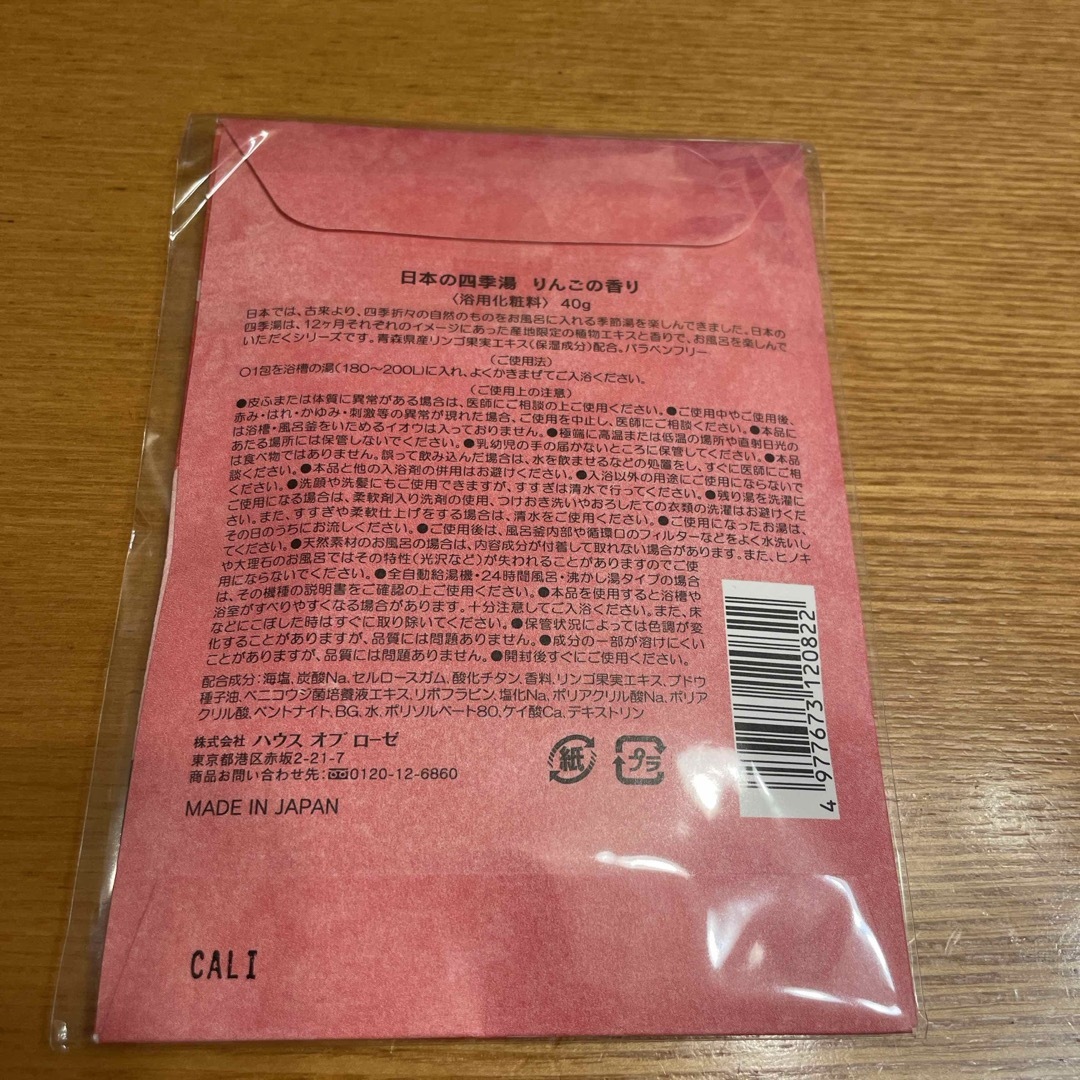 日本の四季湯 りんごの香り
〈浴用化粧料〉 40g
日本では、古来より、四季折々の自然のものをお風呂に入れる季節湯を楽しんできました。日本の
四季湯は、12ヶ月それぞれのイメージにあった産地限定の植物エキスと香りで、お風呂を楽しんで
いただくシリーズです。青森県産リンゴ果実エキス(保湿成分)配合。パラベンフリー
〈ご使用法〉
○1包を浴槽の湯(180〜200L)に入れ、よくかきまぜてご入浴ください。
〈ご使用上の注意〉
●皮ふまたは体質に異常がある場合は、医師にご相談の上ご使用ください。●ご使用中やご使用後、
赤み・はれ・かゆみ・刺激等の異常が現れた場合、ご使用を中止し、医師にご相談ください。●本品に
は浴槽・風呂釜をいためるイオウは入っておりません。●極端に高温または低温の場所や直射日光の
あたる場所には保管しないでください。●乳幼児の手の届かないところに保管してください。●本品
は食べ物ではありません。誤って飲み込んだ場合は、水を飲ませるなどの処置をし、すぐに医師にご相
談ください。●本品と他の入浴剤の併用はお避けください。●入浴以外の用途にご使用にならないで
ください。●洗顔や洗髪にもご使用できますが、すすぎは清水で行ってください。●残り湯を洗濯に
ご使用になる場合は、柔軟剤入り洗剤の使用、つけおき洗いやおろしたての衣類の洗濯はお避けくだ
さい。また、すすぎや柔軟仕上げをする場合は、清水をご使用ください。●ご使用になったお湯は、
その日のうちにお流しください。●ご使用後は、風呂釜内部や循環口のフィルターなどをよく水洗いし
てください。●天然素材のお風呂の場合は、内容成分が付着して取れない場合があります。また、ヒノキ
や大理石のお風呂ではその特性(光沢など)が失われることがありますのでご使
用にならないでください。●全自動給湯機・24時間風呂・沸かし湯タイプの場合
は、その機種の説明書をご確認の上ご使用ください。●本品を使用すると浴槽や
浴室がすべりやすくなる場合があります。十分注意してご入浴ください。また、床
などにこぼした時はすぐに取り除いてください。●保管状況によっては色調が変
化することがありますが、品質には問題ありません。●成分の一部が溶けにくい
ことがありますが、品質には問題ありません。●開封後すぐにご使用ください。
配合成分:海塩、炭酸Na、セルロースガム、酸化チタン、香料、リンゴ果実エキス、ブドウ
種子油、ベニコウジ菌培養液エキス、リボフラビン、塩化Na、ポリアクリル酸Na、ポリア
クリル酸、ベントナイト、BG、水、ポリソルベート80、ケイ酸Ca、デキストリン
株式会社 ハウス オブ ローゼ
東京都港区赤坂2-21-7
商品お問い合わせ先:0120-12-6860
紙
プラ
MADE IN JAPAN
4 977673 120822
CALI